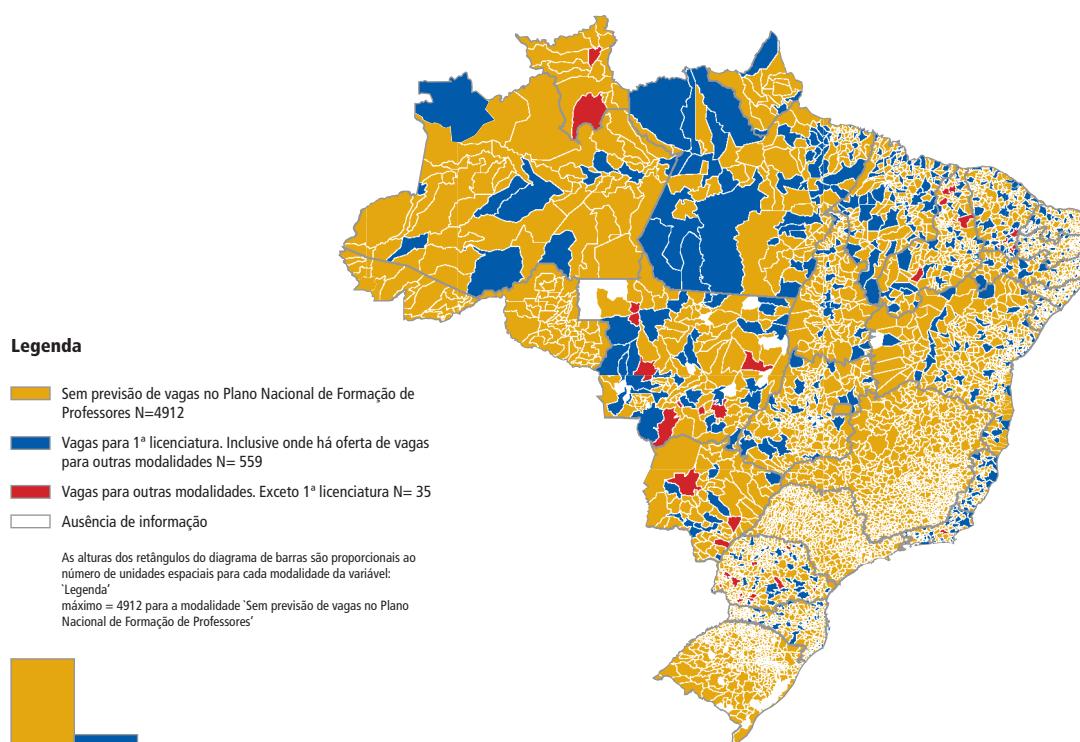 Legenda
Sem previsão de vagas no Plano Nacional de Formação de
Professores N=4912
Vagas para 1ª licenciatura. Inclusive onde há oferta de vagas
para outras modalidades N= 559
Vagas para outras modalidades. Exceto 1ª licenciatura N= 35
Ausência de informação
As alturas dos retângulos do diagrama de barras são proporcionais ao
número de unidades espaciais para cada modalidade da variável:
`Legenda’
máximo = 4912 para a modalidade `Sem previsão de vagas no Plano
Nacional de Formação de Professores’